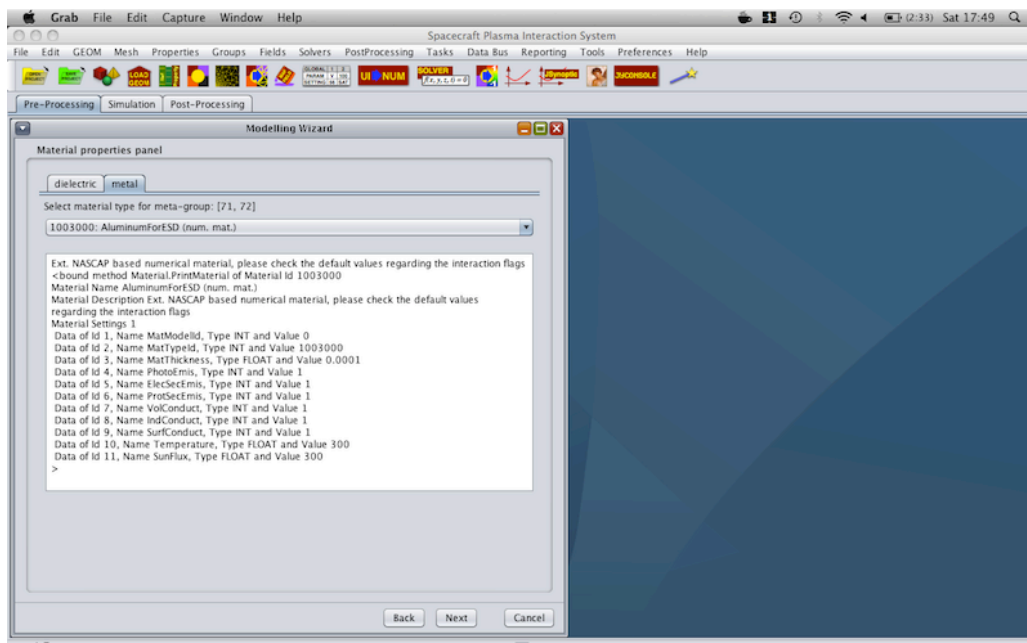 Grab File Edit Capture Window Help (2:33) Sat 17:49
Spacecraft Plasma Interaction System
File Edit GEOM Mesh Properties Groups Fields Solvers PostProcessing Tasks Data Bus Reporting Tools Preferences Help
LOAD GEOM UI NUM SOLVER JSynoptic JYCONSOLE
Pre-Processing Simulation Post-Processing
Modelling Wizard
Material properties panel
dielectric metal
Select material type for meta-group: [71, 72]
1003000: AluminumForESD (num. mat.)
Ext. NASCAP based numerical material, please check the default values regarding the interaction flags
<bound method Material.PrintMaterial of Material Id 1003000
Material Name AluminumForESD (num. mat.)
Material Description Ext. NASCAP based numerical material, please check the default values
regarding the interaction flags
Material Settings 1
Data of Id 1, Name MatModelId, Type INT and Value 0
Data of Id 2, Name MatTypeId, Type INT and Value 1003000
Data of Id 3, Name MatThickness, Type FLOAT and Value 0.0001
Data of Id 4, Name PhotoEmis, Type INT and Value 1
Data of Id 5, Name ElecSecEmis, Type INT and Value 1
Data of Id 6, Name ProtSecEmis, Type INT and Value 1
Data of Id 7, Name VolConduct, Type INT and Value 1
Data of Id 8, Name IndConduct, Type INT and Value 1
Data of Id 9, Name SurfConduct, Type INT and Value 1
Data of Id 10, Name Temperature, Type FLOAT and Value 300
Data of Id 11, Name SunFlux, Type FLOAT and Value 300
>
Back Next Cancel